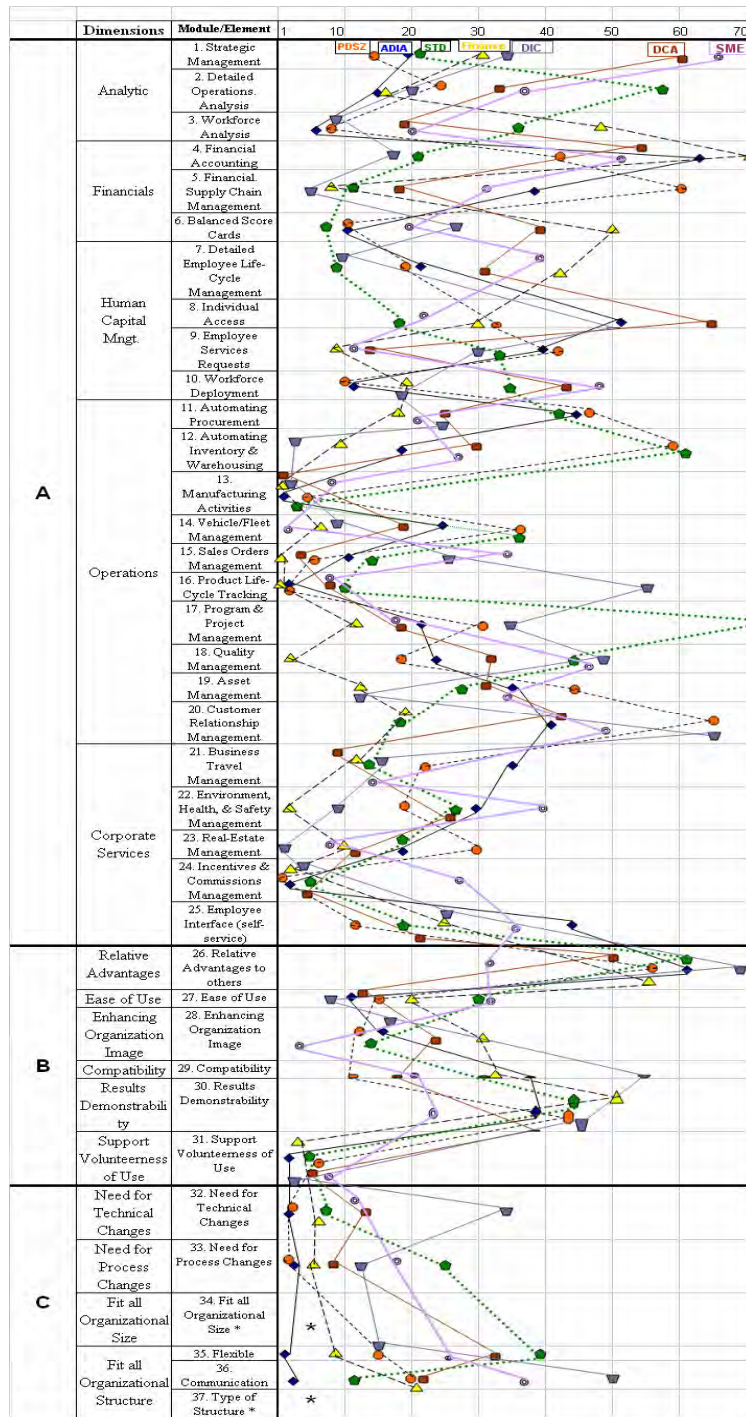 Dimensions Module/Element 1 10 20 30 40 50 60 70
PDSZ ADIA STD Finance DIC DCA SME
A
Analytic
1. Strategic
Management
2. Detailed
Operations.
Analysis
3. Workforce
Analysis
Financials
4. Financial
Accounting
5. Financial.
Supply Chain
Management
6. Balanced Score
Cards
Human
Capital
Mngt.
7. Detailed
Employee Life-
Cycle
Management
8. Individual
Access
9. Employee
Services
Requests
10. Workforce
Deployment
Operations
11. Automating
Procurement
12. Automating
Inventory &
Warehousing
13.
Manufacturing
Activities
14. Vehicle/Fleet
Management
15. Sales Orders
Management
16. Product Life-
Cycle Tracking
17. Program &
Project
Management
18. Quality
Management
19. Asset
Management
20. Customer
Relationship
Management
Corporate
Services
21. Business
Travel
Management
22. Environment,
Health, & Safety
Management
23. Real-Estate
Management
24. Incentives &
Commissions
Management
25. Employee
Interface (self-
service)
B
Relative
Advantages
26. Relative
Advantages to
others
Ease of Use
27. Ease of Use
Enhancing
Organization
Image
28. Enhancing
Organization
Image
Compatibility
29. Compatibility
Results
Demonstrabili
ty
30. Results
Demonstrability
Support
Volunteerness
of Use
31. Support
Volunteerness of
Use
C
Need for
Technical
Changes
32. Need for
Technical
Changes
Need for
Process
Changes
33. Need for
Process Changes
Fit all
Organizational
Size
34. Fit all
Organizational
Size *
*
Fit all
Organizational
Structure
35. Flexible
36.
Communication
37. Type of
Structure *
*